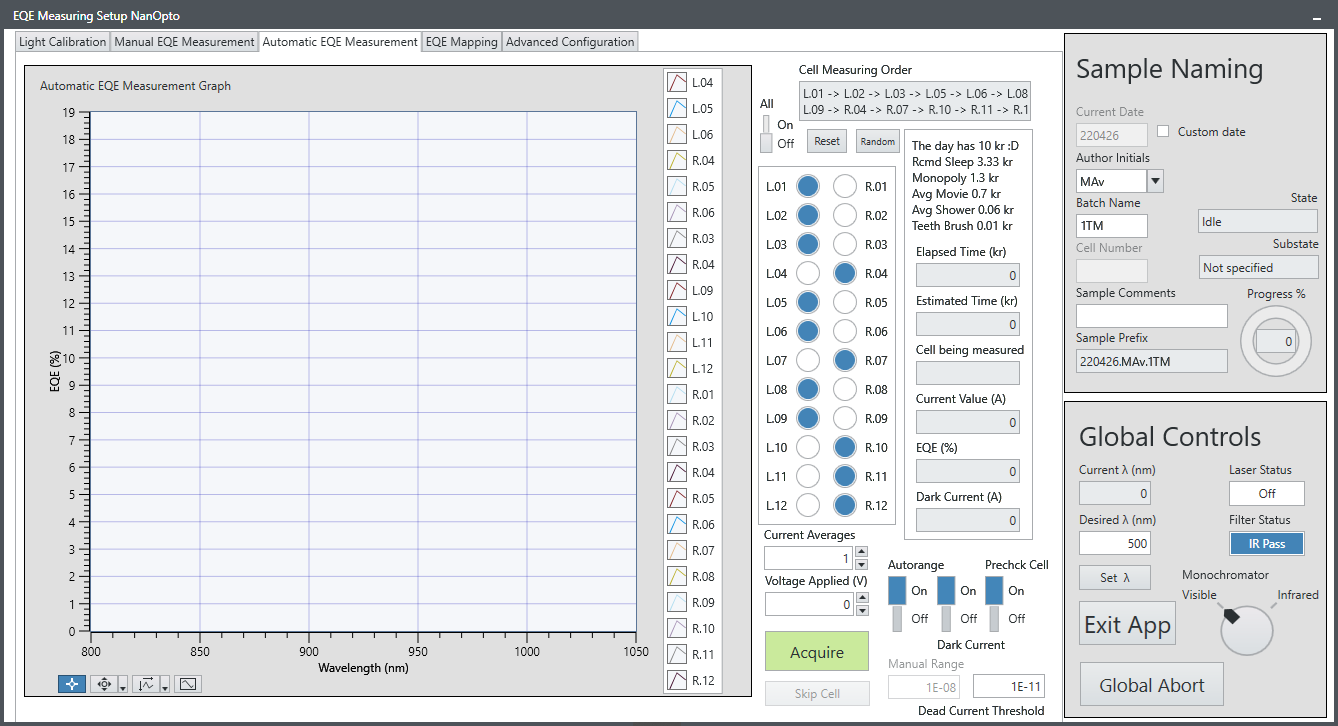 EQE Measuring Setup NanOpto
Light Calibration
Manual EQE Measurement
Automatic EQE Measurement
EQE Mapping
Advanced Configuration
Automatic EQE Measurement Graph
EQE (%)
19
18
17
16
15
14
13
12
11
10
9
8
7
6
5
4
3
2
1
0
800
850
900
950
1000
1050
Wavelength (nm)
L.04
L.05
L.06
R.04
R.05
R.06
R.03
R.04
L.09
L.10
L.11
L.12
R.01
R.02
R.03
R.04
R.05
R.06
R.07
R.08
R.09
R.10
R.11
R.12
Cell Measuring Order
L.01 -> L.02 -> L.03 -> L.05 -> L.06 -> L.08
L.09 -> R.04 -> R.07 -> R.10 -> R.11 -> R.1
All
On
Off
Reset
Random
L.01 R.01
L.02 R.02
L.03 R.03
L.04 R.04
L.05 R.05
L.06 R.06
L.07 R.07
L.08 R.08
L.09 R.09
L.10 R.10
L.11 R.11
L.12 R.12
The day has 10 kr :D
Rcmd Sleep 3.33 kr
Monopoly 1.3 kr
Avg Movie 0.7 kr
Avg Shower 0.06 kr
Teeth Brush 0.01 kr
Elapsed Time (kr)
0
Estimated Time (kr)
0
Cell being measured
Current Value (A)
0
EQE (%)
0
Dark Current (A)
0
Current Averages
1
Voltage Applied (V)
0
Acquire
Skip Cell
Autorange
On
Off
On
Off
Dark Current
Prechck Cell
On
Off
Manual Range
1E-08
1E-11
Dead Current Threshold
Sample Naming
Current Date
220426
Custom date
Author Initials
MAv
Batch Name
1TM
Cell Number
State
Idle
Substate
Not specified
Sample Comments
Progress %
0
Sample Prefix
220426.MAv.1TM
Global Controls
Current λ (nm)
0
Laser Status
Off
Desired λ (nm)
500
Filter Status
IR Pass
Set λ
Monochromator
Visible
Infrared
Exit App
Global Abort